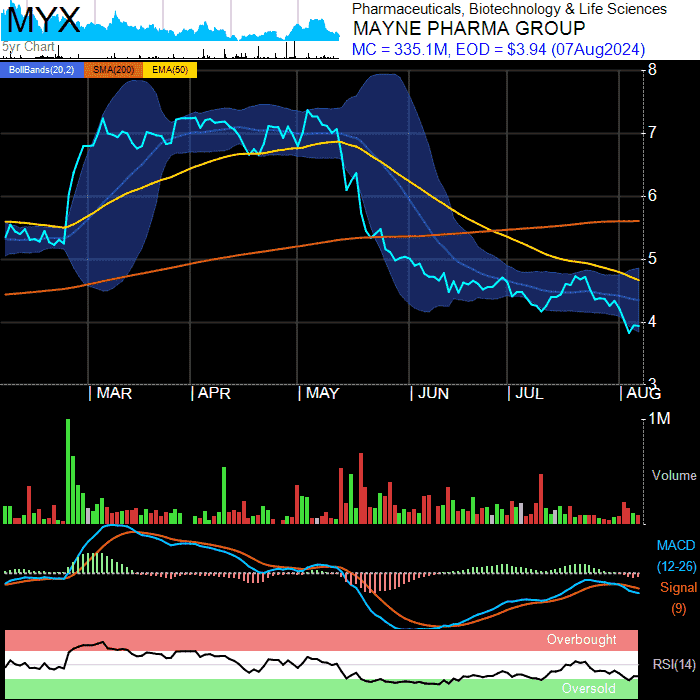 MYX
5yr Chart
Pharmaceuticals, Biotechnology & Life Sciences
MAYNE PHARMA GROUP
MC = 335.1M, EOD = $3.94 (07Aug2024)
BollBands(20,2) SMA(200) EMA(50)
8
7
6
5
4
3
MAR APR MAY JUN JUL AUG
1M
Volume
MACD
(12-26)
Signal
(9)
Overbought
RSI(14)
Oversold